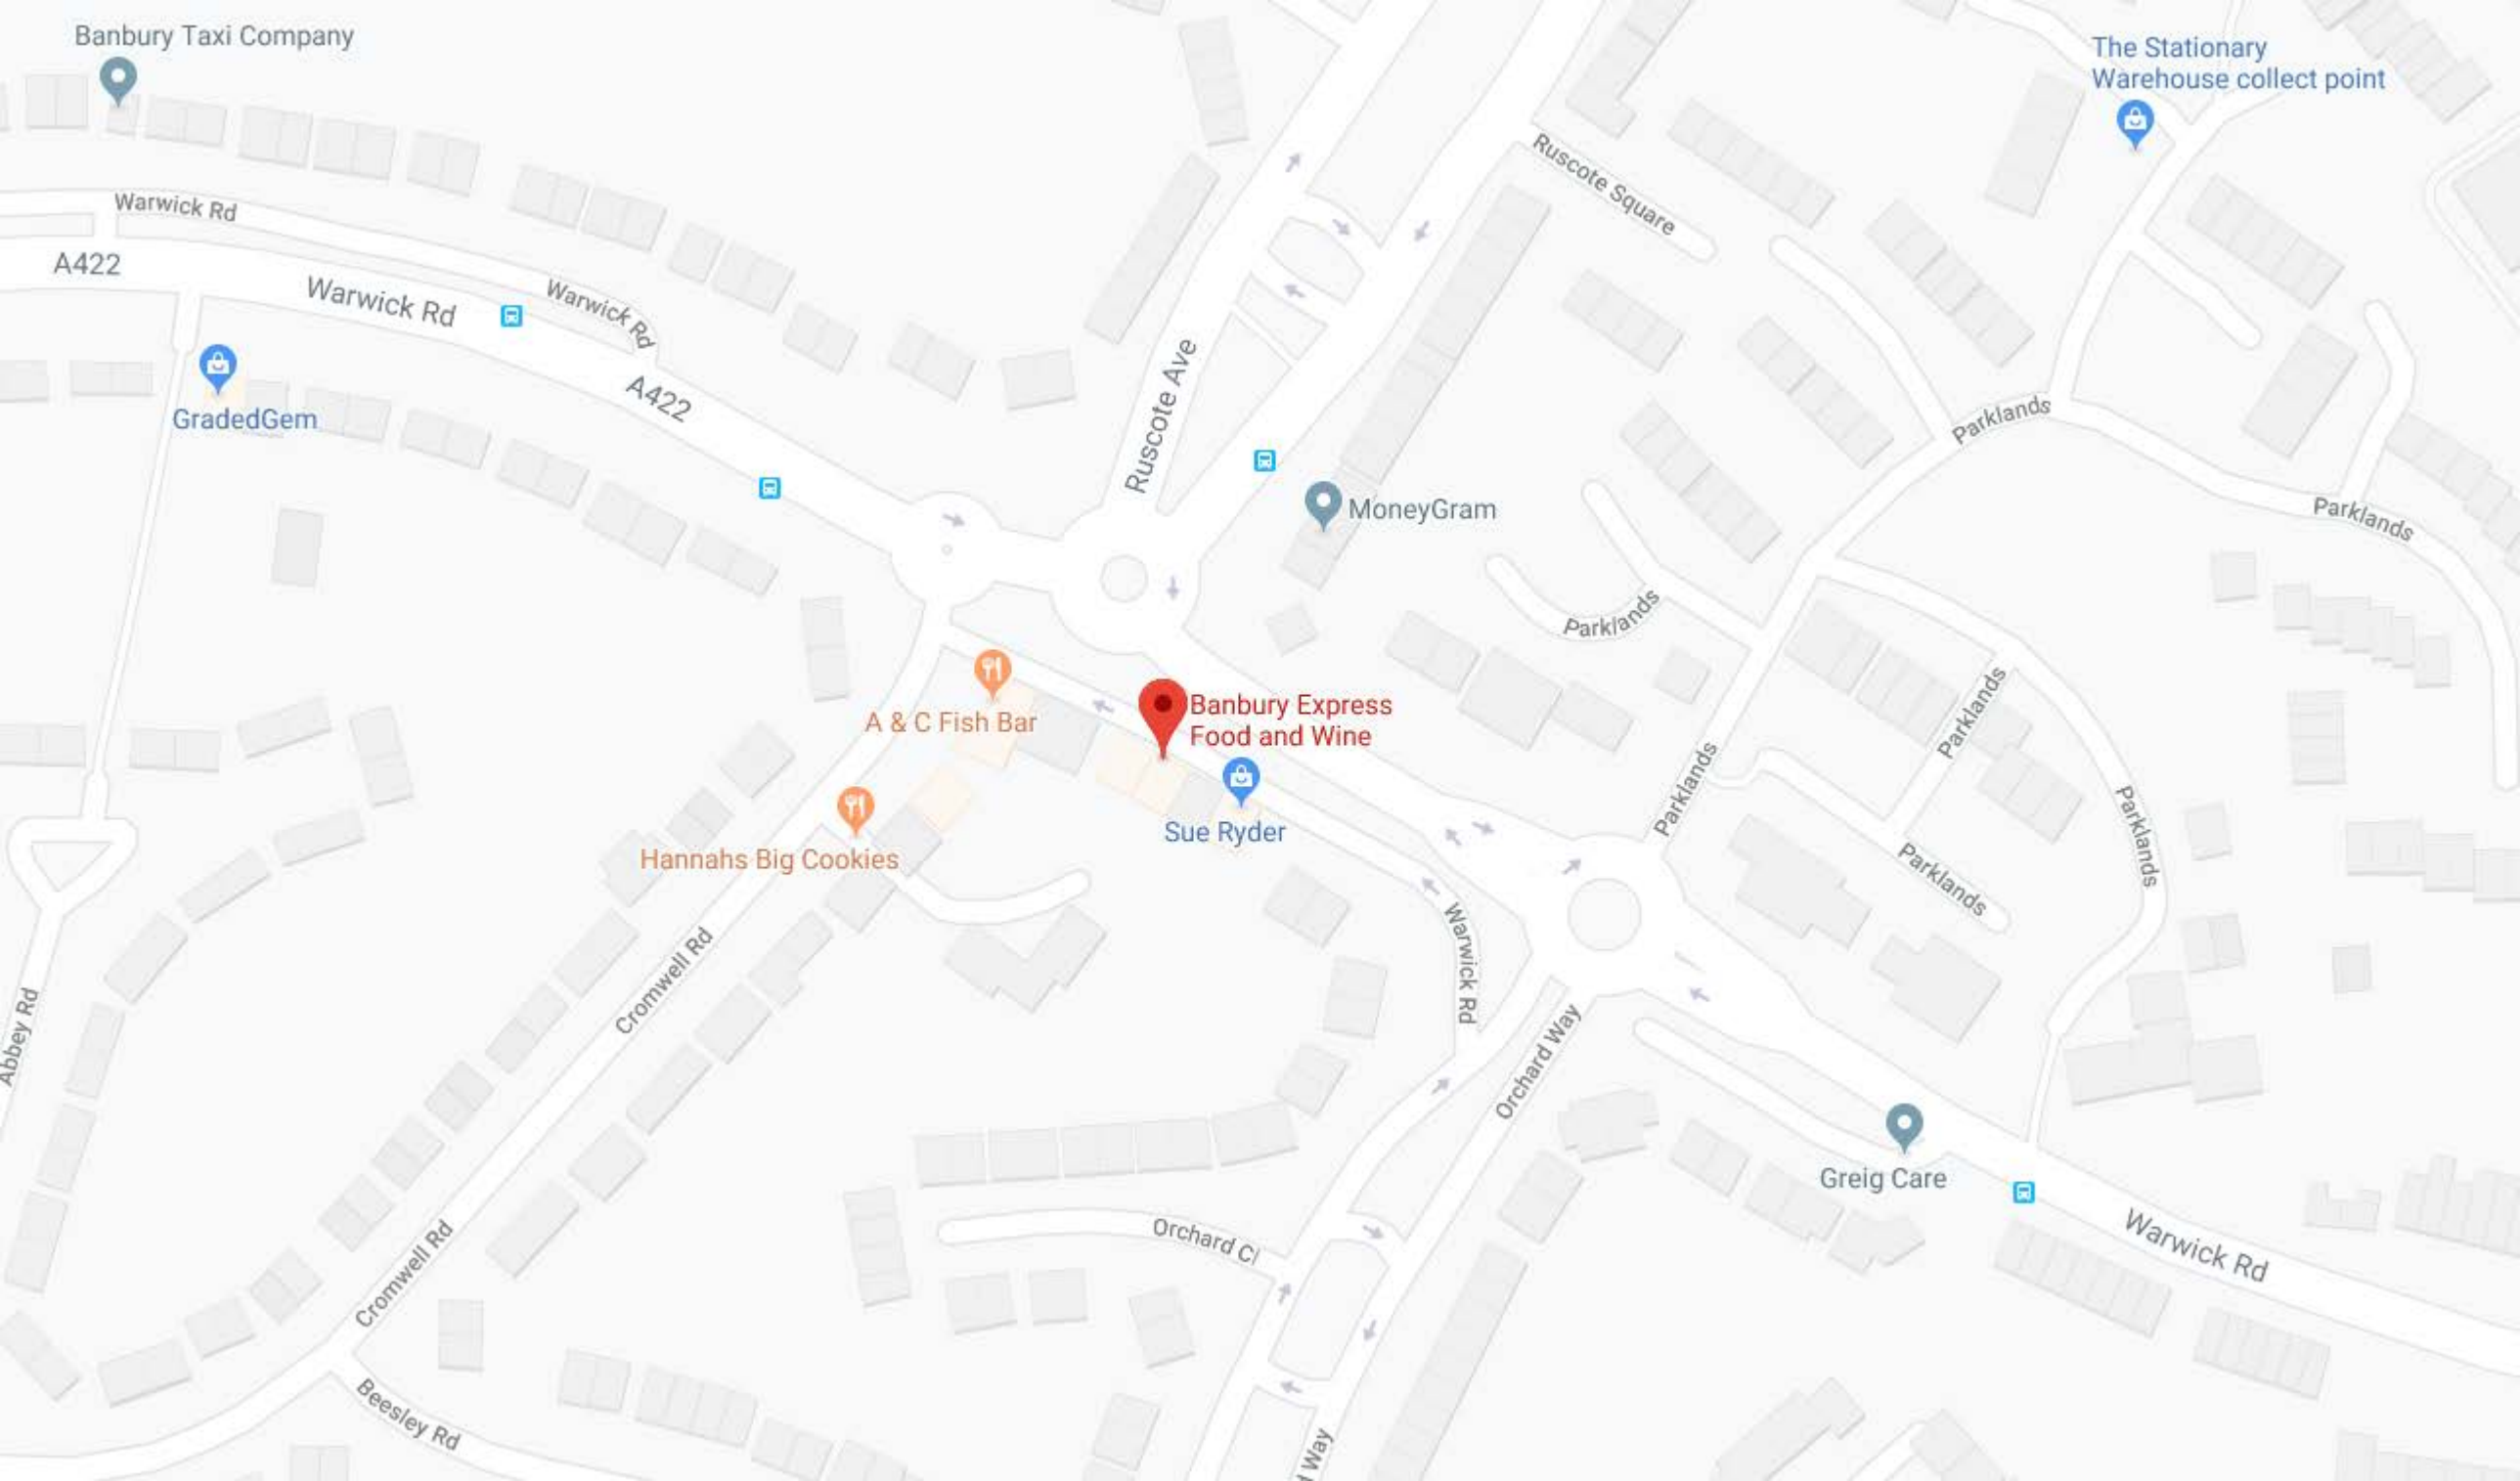 Banbury Taxi Company
The Stationary
Warehouse collect point
Ruscote Square
Warwick Rd
A422
Warwick Rd
Warwick Rd
A422
Ruscote Ave
GradedGem
Parklands
MoneyGram
Parklands
Parklands
A & C Fish Bar
Banbury Express
Food and Wine
Parklands
Parklands
Sue Ryder
Parklands
Hannahs Big Cookies
Parklands
Warwick Rd
Cromwell Rd
Abbey Rd
Orchard Way
Greig Care
Orchard Cl
Warwick Rd
Cromwell Rd
Beesley Rd
d Way